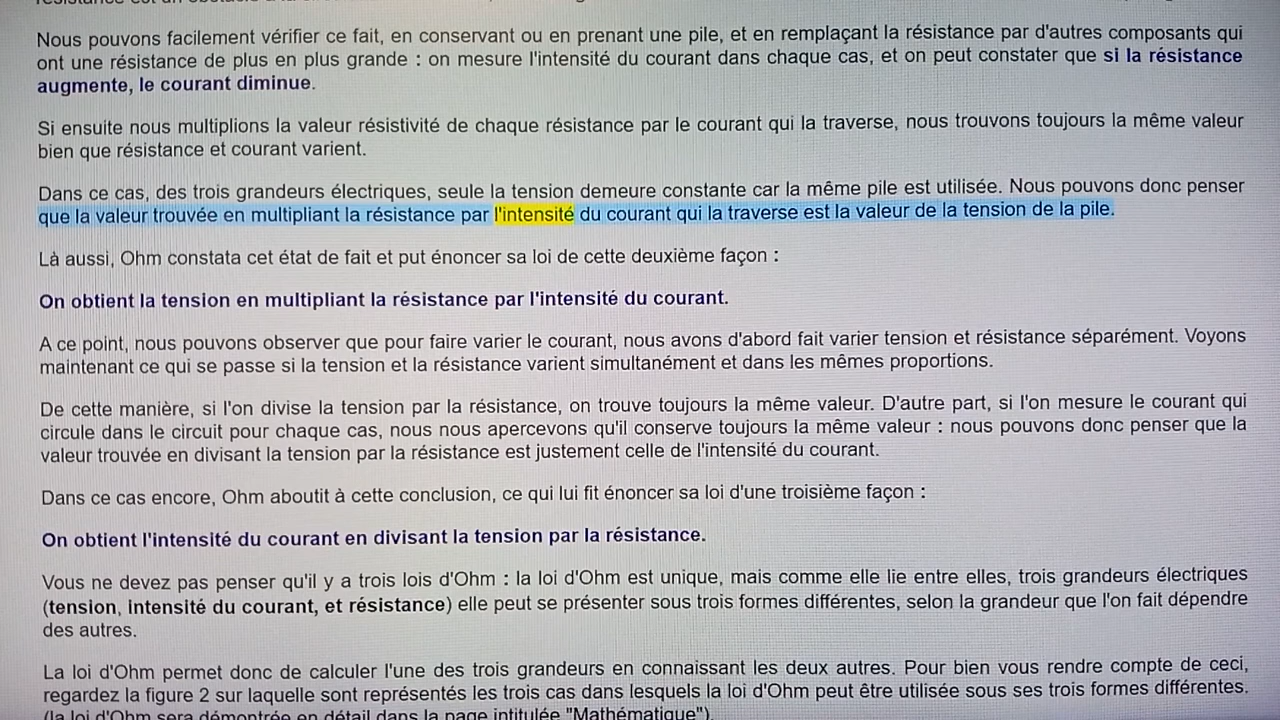 Nous pouvons facilement vérifier ce fait, en conservant ou en prenant une pile, et en remplaçant la résistance par d'autres composants qui
ont une résistance de plus en plus grande : on mesure l'intensité du courant dans chaque cas, et on peut constater que si la résistance
augmente, le courant diminue.
Si ensuite nous multiplions la valeur résistivité de chaque résistance par le courant qui la traverse, nous trouvons toujours la même valeur
bien que résistance et courant varient.
Dans ce cas, des trois grandeurs électriques, seule la tension demeure constante car la même pile est utilisée. Nous pouvons donc penser
que la valeur trouvée en multipliant la résistance par l'intensité du courant qui la traverse est la valeur de la tension de la pile.
Là aussi, Ohm constata cet état de fait et put énoncer sa loi de cette deuxième façon :
On obtient la tension en multipliant la résistance par l'intensité du courant.
A ce point, nous pouvons observer que pour faire varier le courant, nous avons d'abord fait varier tension et résistance séparément. Voyons
maintenant ce qui se passe si la tension et la résistance varient simultanément et dans les mêmes proportions.
De cette manière, si l'on divise la tension par la résistance, on trouve toujours la même valeur. D'autre part, si l'on mesure le courant qui
circule dans le circuit pour chaque cas, nous nous apercevons qu'il conserve toujours la même valeur : nous pouvons donc penser que la
valeur trouvée en divisant la tension par la résistance est justement celle de l'intensité du courant.
Dans ce cas encore, Ohm aboutit à cette conclusion, ce qui lui fit énoncer sa loi d'une troisième façon :
On obtient l'intensité du courant en divisant la tension par la résistance.
Vous ne devez pas penser qu'il y a trois lois d'Ohm : la loi d'Ohm est unique, mais comme elle lie entre elles, trois grandeurs électriques
(tension, intensité du courant, et résistance) elle peut se présenter sous trois formes différentes, selon la grandeur que l'on fait dépendre
des autres.
La loi d'Ohm permet donc de calculer l'une des trois grandeurs en connaissant les deux autres. Pour bien vous rendre compte de ceci,
regardez la figure 2 sur laquelle sont représentés les trois cas dans lesquels la loi d'Ohm peut être utilisée sous ses trois formes différentes.
(la loi d'Ohm sera démontrée en détail dans la page intitulée "Mathématique").